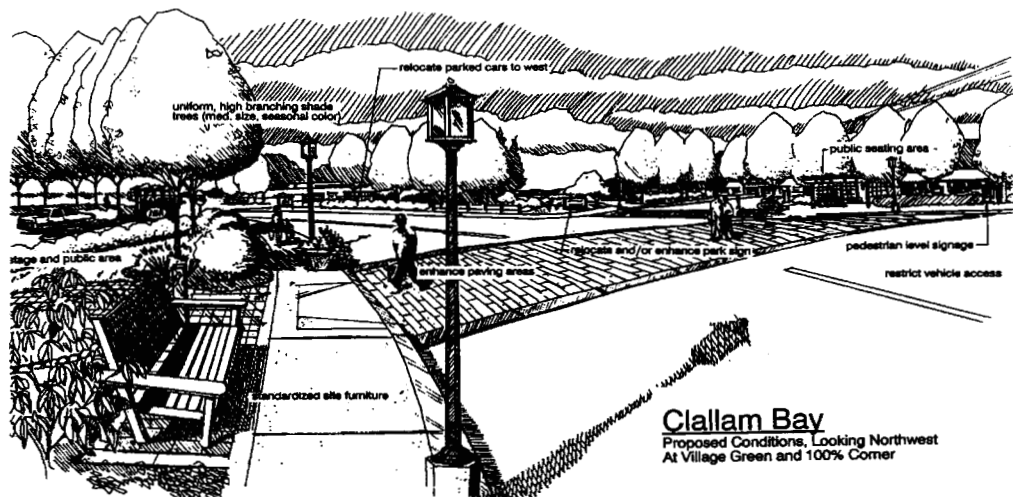 relocate parked cars to west
uniform, high branching shade
trees (med. size, seasonal color)
public seating area
stage and public area
enhance paving areas
relocate and/or enhance park sign
pedestrian level signage
restrict vehicle access
standardized site furniture
Clallam Bay
Proposed Conditions, Looking Northwest
At Village Green and 100% Corner